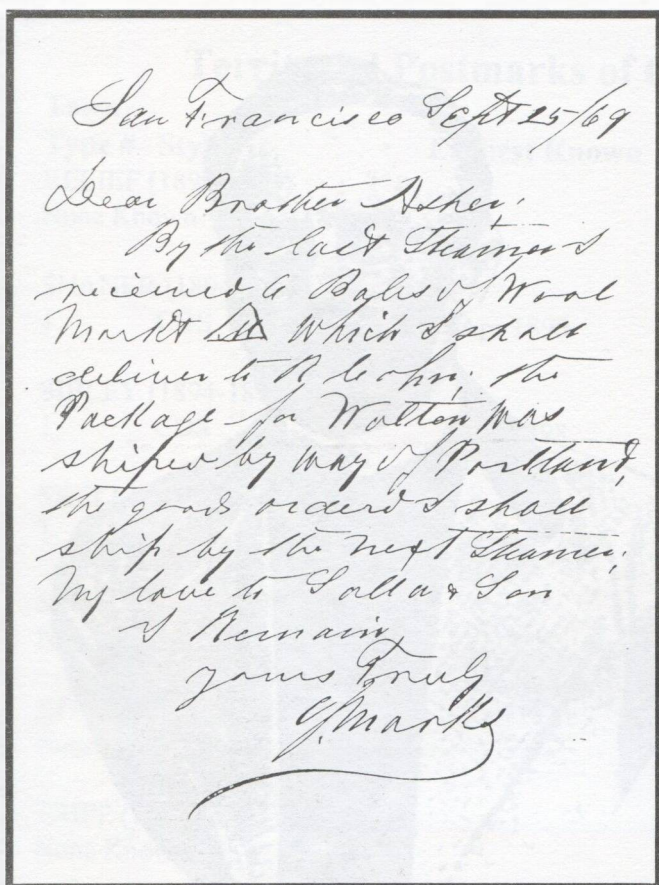 San Francisco Sept 25/69
Dear Brother Asher,
By the last Steamer I
received 6 Bales of Wool
Markt M which I shall
deliver to R Cohn; the
Package for Walton was
shiped by way of Portland,
the goods orderd I shall
ship by the next Steamer;
My love to & Son
I Remain
yours Truly
Marks